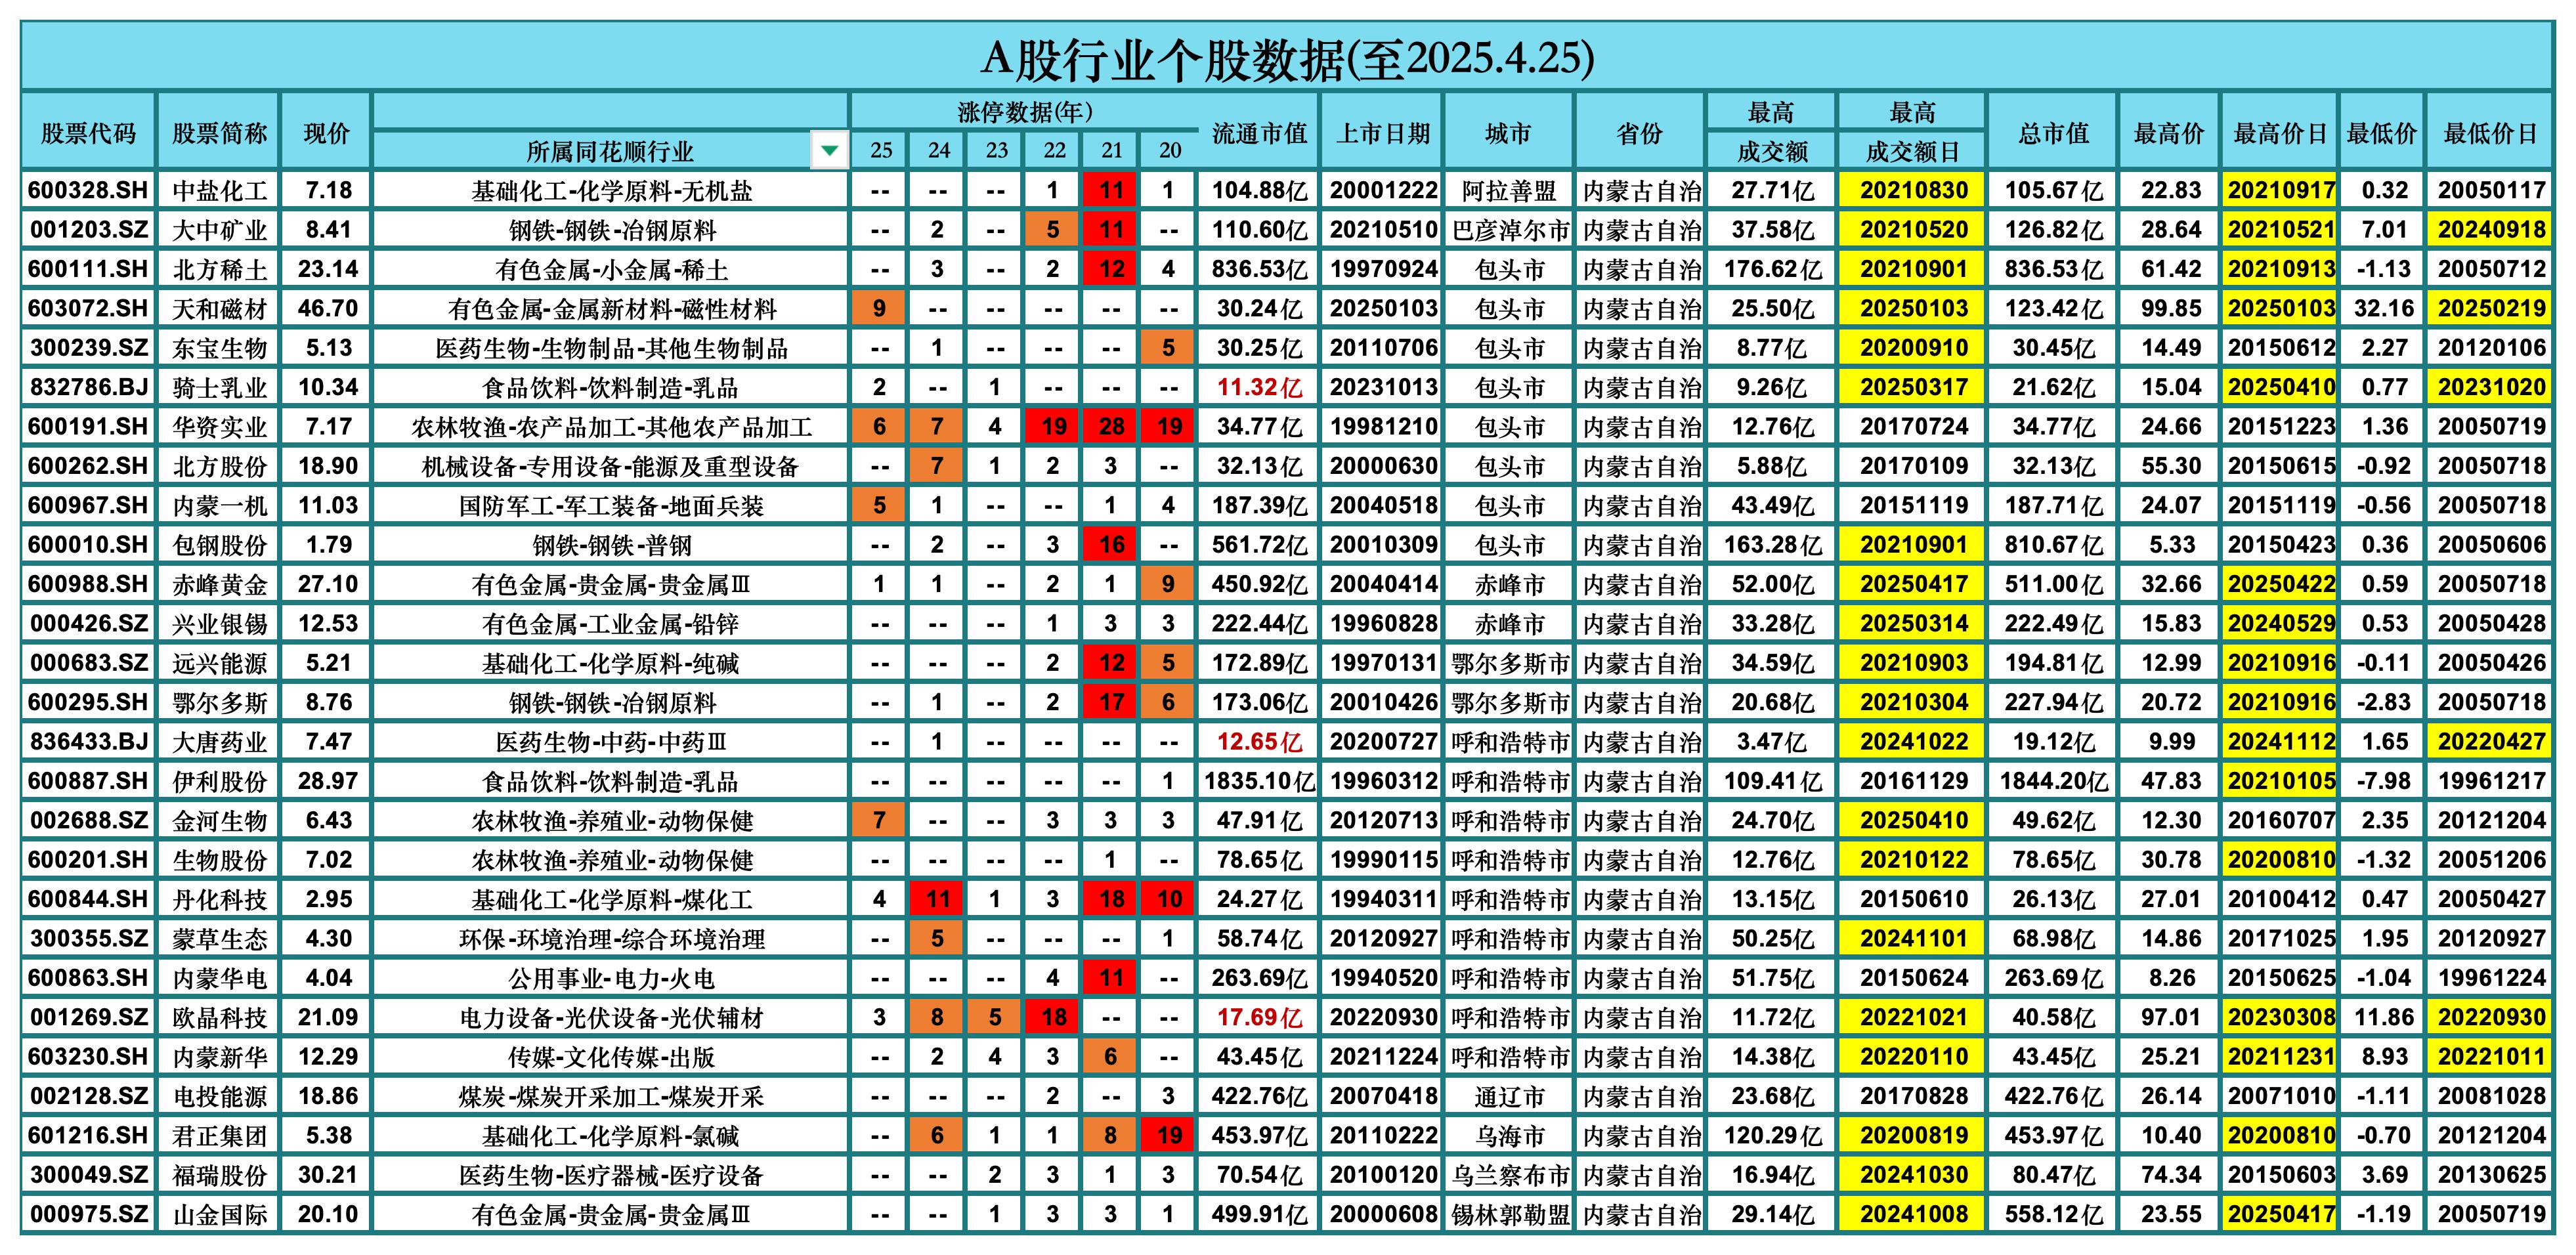 A股行业个股数据(至2025.4.25)
股票代码 股票简称 现价 所属同花顺行业 涨停数据(年) 流通市值 上市日期 城市 省份 最高 最高 总市值 最高价 最高价日 最低价 最低价日
25 24 23 22 21 20 成交额 成交额日
600328.SH 中盐化工 7.18 基础化工-化学原料-无机盐 -- -- -- 1 11 1 104.88亿 20001222 阿拉善盟 内蒙古自治 27.71亿 20210830 105.67亿 22.83 20210917 0.32 20050117
001203.SZ 大中矿业 8.41 钢铁-钢铁-冶钢原料 -- 2 -- 5 11 -- 110.60亿 20210510 巴彦淖尔市 内蒙古自治 37.58亿 20210520 126.82亿 28.64 20210521 7.01 20240918
600111.SH 北方稀土 23.14 有色金属-小金属-稀土 -- 3 -- 2 12 4 836.53亿 19970924 包头市 内蒙古自治 176.62亿 20210901 836.53亿 61.42 20210913 -1.13 20050712
603072.SH 天和磁材 46.70 有色金属-金属新材料-磁性材料 9 -- -- -- -- -- 30.24亿 20250103 包头市 内蒙古自治 25.50亿 20250103 123.42亿 99.85 20250103 32.16 20250219
300239.SZ 东宝生物 5.13 医药生物-生物制品-其他生物制品 -- 1 -- -- -- 5 30.25亿 20110706 包头市 内蒙古自治 8.77亿 20200910 30.45亿 14.49 20150612 2.27 20120106
832786.BJ 骑士乳业 10.34 食品饮料-饮料制造-乳品 2 -- 1 -- -- -- 11.32亿 20231013 包头市 内蒙古自治 9.26亿 20250317 21.62亿 15.04 20250410 0.77 20231020
600191.SH 华资实业 7.17 农林牧渔-农产品加工-其他农产品加工 6 7 4 19 28 19 34.77亿 19981210 包头市 内蒙古自治 12.76亿 20170724 34.77亿 24.66 20151223 1.36 20050719
600262.SH 北方股份 18.90 机械设备-专用设备-能源及重型设备 -- 7 1 2 3 -- 32.13亿 20000630 包头市 内蒙古自治 5.88亿 20170109 32.13亿 55.30 20150615 -0.92 20050718
600967.SH 内蒙一机 11.03 国防军工-军工装备-地面兵装 5 1 -- -- 1 4 187.39亿 20040518 包头市 内蒙古自治 43.49亿 20151119 187.71亿 24.07 20151119 -0.56 20050718
600010.SH 包钢股份 1.79 钢铁-钢铁-普钢 -- 2 -- 3 16 -- 561.72亿 20010309 包头市 内蒙古自治 163.28亿 20210901 810.67亿 5.33 20150423 0.36 20050606
600988.SH 赤峰黄金 27.10 有色金属-贵金属-贵金属Ⅲ 1 1 -- 2 1 9 450.92亿 20040414 赤峰市 内蒙古自治 52.00亿 20250417 511.00亿 32.66 20250422 0.59 20050718
000426.SZ 兴业银锡 12.53 有色金属-工业金属-铅锌 -- -- -- 1 3 3 222.44亿 19960828 赤峰市 内蒙古自治 33.28亿 20250314 222.49亿 15.83 20240529 0.53 20050428
000683.SZ 远兴能源 5.21 基础化工-化学原料-纯碱 -- -- -- 2 12 5 172.89亿 19970131 鄂尔多斯市 内蒙古自治 34.59亿 20210903 194.81亿 12.99 20210916 -0.11 20050426
600295.SH 鄂尔多斯 8.76 钢铁-钢铁-冶钢原料 -- 1 -- 2 17 6 173.06亿 20010426 鄂尔多斯市 内蒙古自治 20.68亿 20210304 227.94亿 20.72 20210916 -2.83 20050718
836433.BJ 大唐药业 7.47 医药生物-中药-中药Ⅲ -- 1 -- -- -- -- 12.65亿 20200727 呼和浩特市 内蒙古自治 3.47亿 20241022 19.12亿 9.99 20241112 1.65 20220427
600887.SH 伊利股份 28.97 食品饮料-饮料制造-乳品 -- -- -- -- -- 1 1835.10亿 19960312 呼和浩特市 内蒙古自治 109.41亿 20161129 1844.20亿 47.83 20210105 -7.98 19961217
002688.SZ 金河生物 6.43 农林牧渔-养殖业-动物保健 7 -- -- 3 3 3 47.91亿 20120713 呼和浩特市 内蒙古自治 24.70亿 20250410 49.62亿 12.30 20160707 2.35 20121204
600201.SH 生物股份 7.02 农林牧渔-养殖业-动物保健 -- -- -- -- 1 -- 78.65亿 19990115 呼和浩特市 内蒙古自治 12.76亿 20210122 78.65亿 30.78 20200810 -1.32 20051206
600844.SH 丹化科技 2.95 基础化工-化学原料-煤化工 4 11 1 3 18 10 24.27亿 19940311 呼和浩特市 内蒙古自治 13.15亿 20150610 26.13亿 27.01 20100412 0.47 20050427
300355.SZ 蒙草生态 4.30 环保-环境治理-综合环境治理 -- 5 -- -- -- 1 58.74亿 20120927 呼和浩特市 内蒙古自治 50.25亿 20241101 68.98亿 14.86 20171025 1.95 20120927
600863.SH 内蒙华电 4.04 公用事业-电力-火电 -- -- -- 4 11 -- 263.69亿 19940520 呼和浩特市 内蒙古自治 51.75亿 20150624 263.69亿 8.26 20150625 -1.04 19961224
001269.SZ 欧晶科技 21.09 电力设备-光伏设备-光伏辅材 3 8 5 18 -- -- 17.69亿 20220930 呼和浩特市 内蒙古自治 11.72亿 20221021 40.58亿 97.01 20230308 11.86 20220930
603230.SH 内蒙新华 12.29 传媒-文化传媒-出版 -- 2 4 3 6 -- 43.45亿 20211224 呼和浩特市 内蒙古自治 14.38亿 20220110 43.45亿 25.21 20211231 8.93 20221011
002128.SZ 电投能源 18.86 煤炭-煤炭开采加工-煤炭开采 -- -- -- 2 -- 3 422.76亿 20070418 通辽市 内蒙古自治 23.68亿 20170828 422.76亿 26.14 20071010 -1.11 20081028
601216.SH 君正集团 5.38 基础化工-化学原料-氯碱 -- 6 1 1 8 19 453.97亿 20110222 乌海市 内蒙古自治 120.29亿 20200819 453.97亿 10.40 20200810 -0.70 20121204
300049.SZ 福瑞股份 30.21 医药生物-医疗器械-医疗设备 -- -- 2 3 1 3 70.54亿 20100120 乌兰察布市 内蒙古自治 16.94亿 20241030 80.47亿 74.34 20150603 3.69 20130625
000975.SZ 山金国际 20.10 有色金属-贵金属-贵金属Ⅲ -- -- 1 3 3 1 499.91亿 20000608 锡林郭勒盟 内蒙古自治 29.14亿 20241008 558.12亿 23.55 20250417 -1.19 20050719